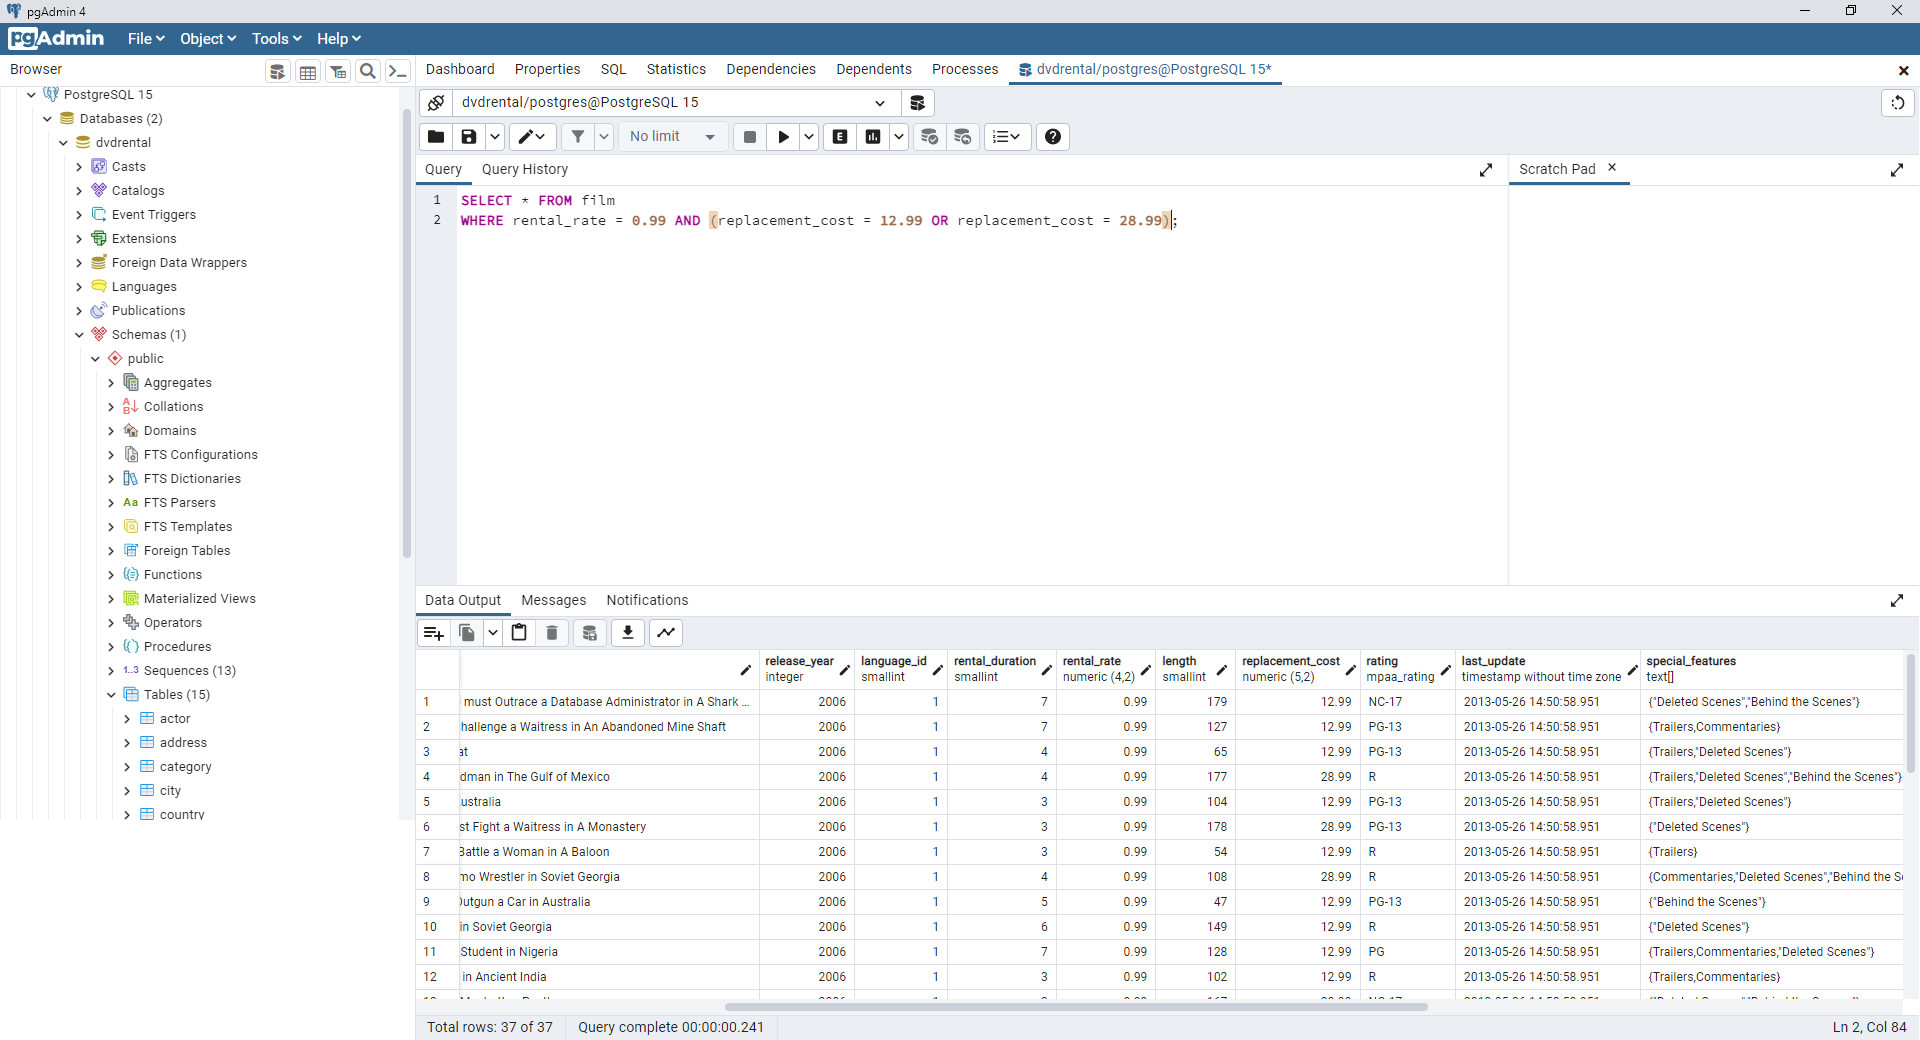 pgAdmin 4
pgAdmin File Object Tools Help
Browser
Dashboard Properties SQL Statistics Dependencies Dependents Processes dvdrental/postgres@PostgreSQL 15*
PostgreSQL 15
Databases (2)
dvdrental
Casts
Catalogs
Event Triggers
Extensions
Foreign Data Wrappers
Languages
Publications
Schemas (1)
public
Aggregates
Collations
Domains
FTS Configurations
FTS Dictionaries
Aa FTS Parsers
FTS Templates
Foreign Tables
Functions
Materialized Views
Operators
Procedures
1..3 Sequences (13)
Tables (15)
actor
address
category
city
country
dvdrental/postgres@PostgreSQL 15
No limit
E
Query Query History
Scratch Pad
1 SELECT * FROM film
2 WHERE rental_rate = 0.99 AND (replacement_cost = 12.99 OR replacement_cost = 28.99);
Data Output Messages Notifications
release_year language_id rental_duration rental_rate length replacement_cost rating last_update special_features
integer smallint smallint numeric (4,2) smallint numeric (5,2) mpaa_rating timestamp without time zone text[]
1 must Outrace a Database Administrator in A Shark ... 2006 1 7 0.99 179 12.99 NC-17 2013-05-26 14:50:58.951 {"Deleted Scenes","Behind the Scenes"}
2 hallenge a Waitress in An Abandoned Mine Shaft 2006 1 7 0.99 127 12.99 PG-13 2013-05-26 14:50:58.951 {Trailers,Commentaries}
3 at 2006 1 4 0.99 65 12.99 PG-13 2013-05-26 14:50:58.951 {Trailers,"Deleted Scenes"}
4 dman in The Gulf of Mexico 2006 1 4 0.99 177 28.99 R 2013-05-26 14:50:58.951 {Trailers,"Deleted Scenes","Behind the Scenes"}
5 ustralia 2006 1 3 0.99 104 12.99 PG-13 2013-05-26 14:50:58.951 {Trailers,"Deleted Scenes"}
6 st Fight a Waitress in A Monastery 2006 1 3 0.99 178 28.99 PG-13 2013-05-26 14:50:58.951 {"Deleted Scenes"}
7 Battle a Woman in A Baloon 2006 1 3 0.99 54 12.99 R 2013-05-26 14:50:58.951 {Trailers}
8 mo Wrestler in Soviet Georgia 2006 1 4 0.99 108 28.99 R 2013-05-26 14:50:58.951 {Commentaries,"Deleted Scenes","Behind the S
9 Outgun a Car in Australia 2006 1 5 0.99 47 12.99 PG-13 2013-05-26 14:50:58.951 {"Behind the Scenes"}
10 in Soviet Georgia 2006 1 6 0.99 149 12.99 R 2013-05-26 14:50:58.951 {"Deleted Scenes"}
11 Student in Nigeria 2006 1 7 0.99 128 12.99 PG 2013-05-26 14:50:58.951 {Trailers,Commentaries,"Deleted Scenes"}
12 in Ancient India 2006 1 3 0.99 102 12.99 R 2013-05-26 14:50:58.951 {Trailers,Commentaries}
Total rows: 37 of 37 Query complete 00:00:00.241 Ln 2, Col 84